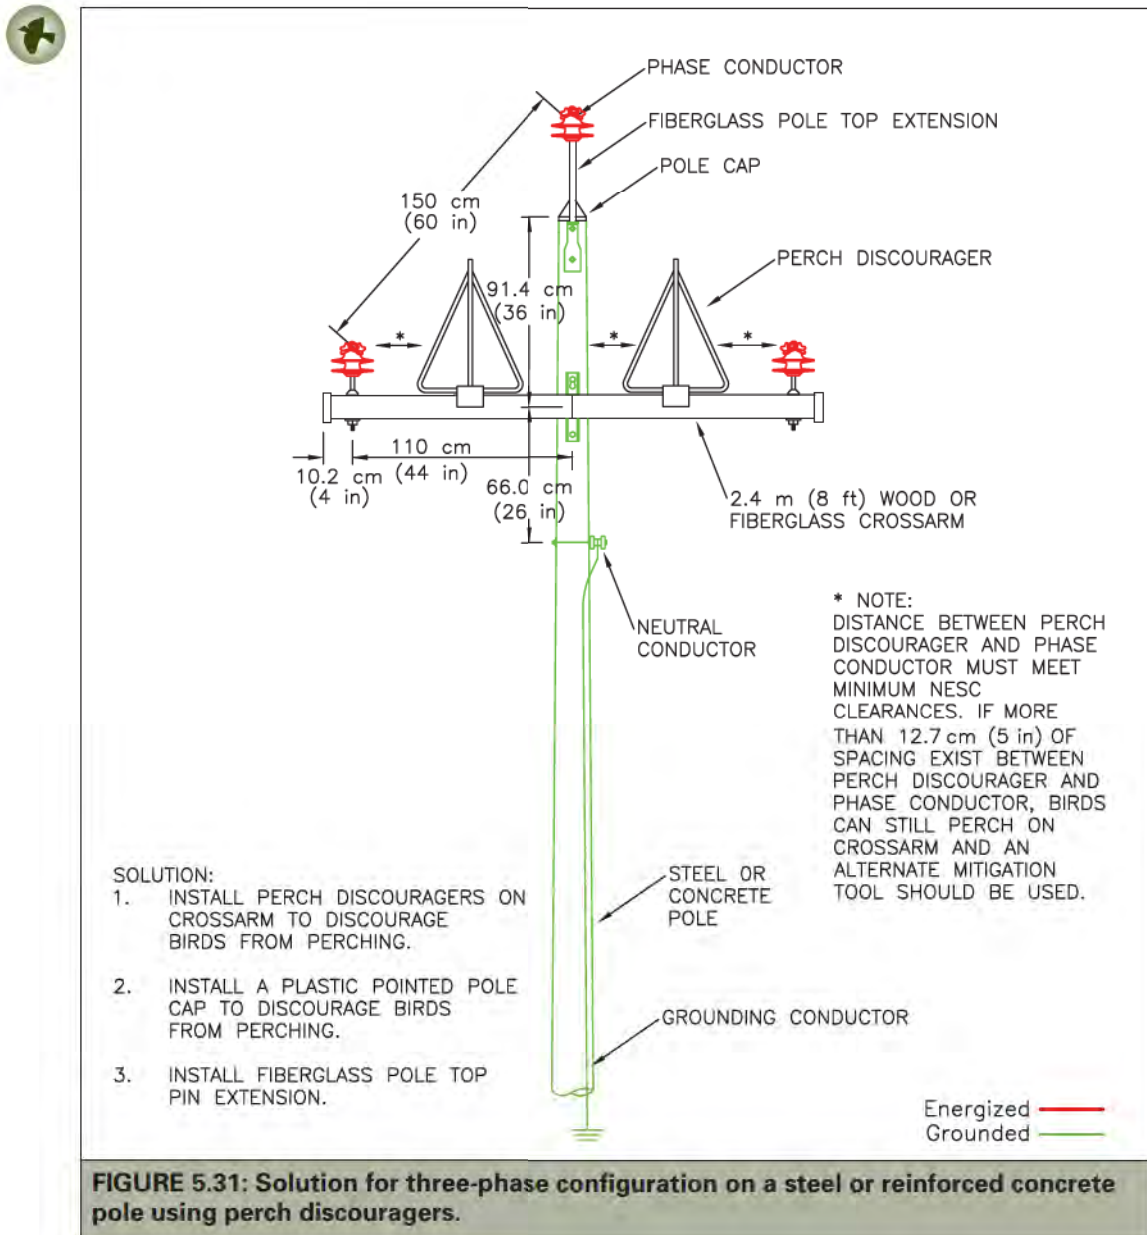 PHASE CONDUCTOR
FIBERGLASS POLE TOP EXTENSION
POLE CAP
150 cm
(60 in)
PERCH DISCOURAGER
91.4 cm
(36 in)
*
*
*
110 cm
(44 in)
10.2 cm
(4 in)
66.0 cm
(26 in)
2.4 m (8 ft) WOOD OR
FIBERGLASS CROSSARM
NEUTRAL
CONDUCTOR
* NOTE:
DISTANCE BETWEEN PERCH
DISCOURAGER AND PHASE
CONDUCTOR MUST MEET
MINIMUM NESC
CLEARANCES. IF MORE
THAN 12.7 cm (5 in) OF
SPACING EXIST BETWEEN
PERCH DISCOURAGER AND
PHASE CONDUCTOR, BIRDS
CAN STILL PERCH ON
CROSSARM AND AN
ALTERNATE MITIGATION
TOOL SHOULD BE USED.
SOLUTION:
1. INSTALL PERCH DISCOURAGERS ON
CROSSARM TO DISCOURAGE
BIRDS FROM PERCHING.
2. INSTALL A PLASTIC POINTED POLE
CAP TO DISCOURAGE BIRDS
FROM PERCHING.
3. INSTALL FIBERGLASS POLE TOP
PIN EXTENSION.
STEEL OR
CONCRETE
POLE
GROUNDING CONDUCTOR
Energized
Grounded
FIGURE 5.31: Solution for three-phase configuration on a steel or reinforced concrete
pole using perch discouragers.